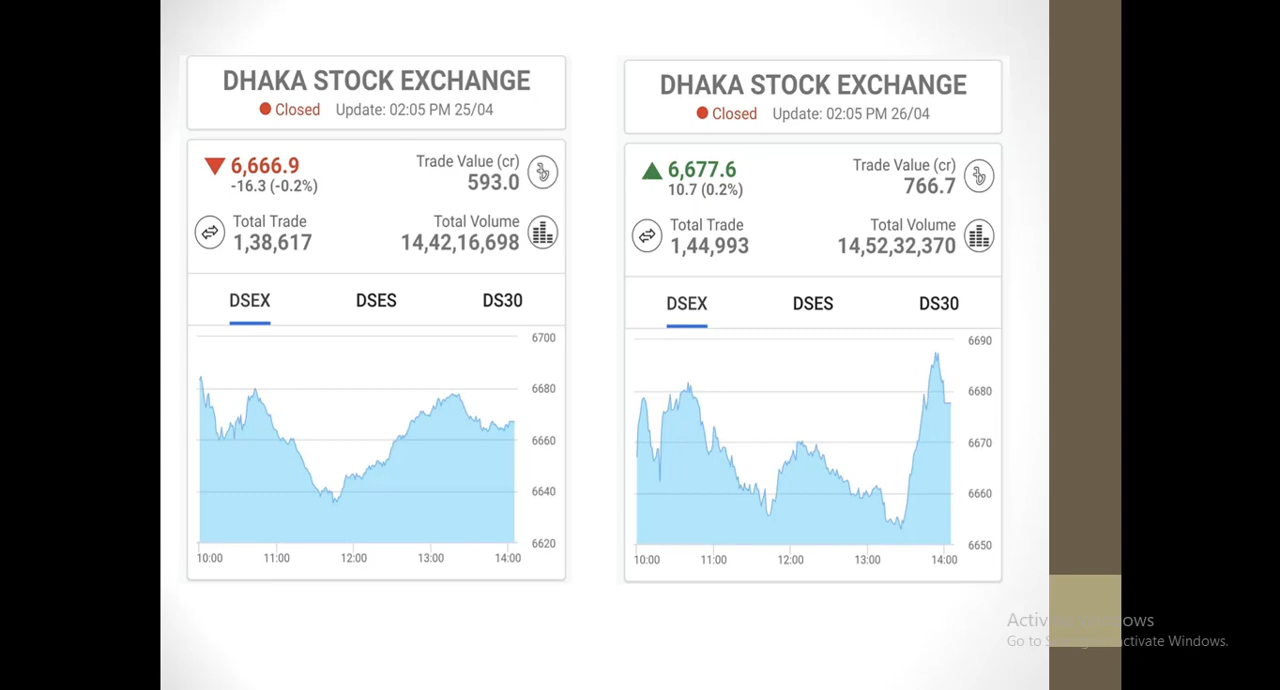 DHAKA STOCK EXCHANGE
Closed Update: 02:05 PM 25/04
6,666.9
-16.3 (-0.2%)
Trade Value (cr)
593.0
Total Trade
1,38,617
Total Volume
14,42,16,698
DSEX DSES DS30
6700
6680
6660
6640
6620
10:00 11:00 12:00 13:00 14:00
DHAKA STOCK EXCHANGE
Closed Update: 02:05 PM 26/04
6,677.6
10.7 (0.2%)
Trade Value (cr)
766.7
Total Trade
1,44,993
Total Volume
14,52,32,370
DSEX DSES DS30
6690
6680
6670
6660
6650
10:00 11:00 12:00 13:00 14:00
Activate Windows
Go to Settings to activate Windows.